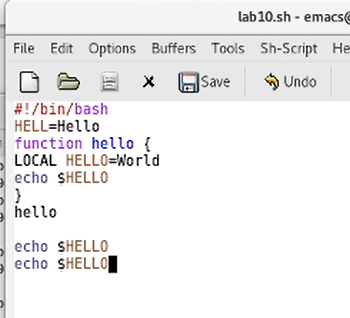 lab10.sh - emacs@
File Edit Options Buffers Tools Sh-Script He
Save Undo
#!/bin/bash
HELL=Hello
function hello {
LOCAL HELLO=World
echo $HELLO
}
hello
echo $HELLO
echo $HELLO